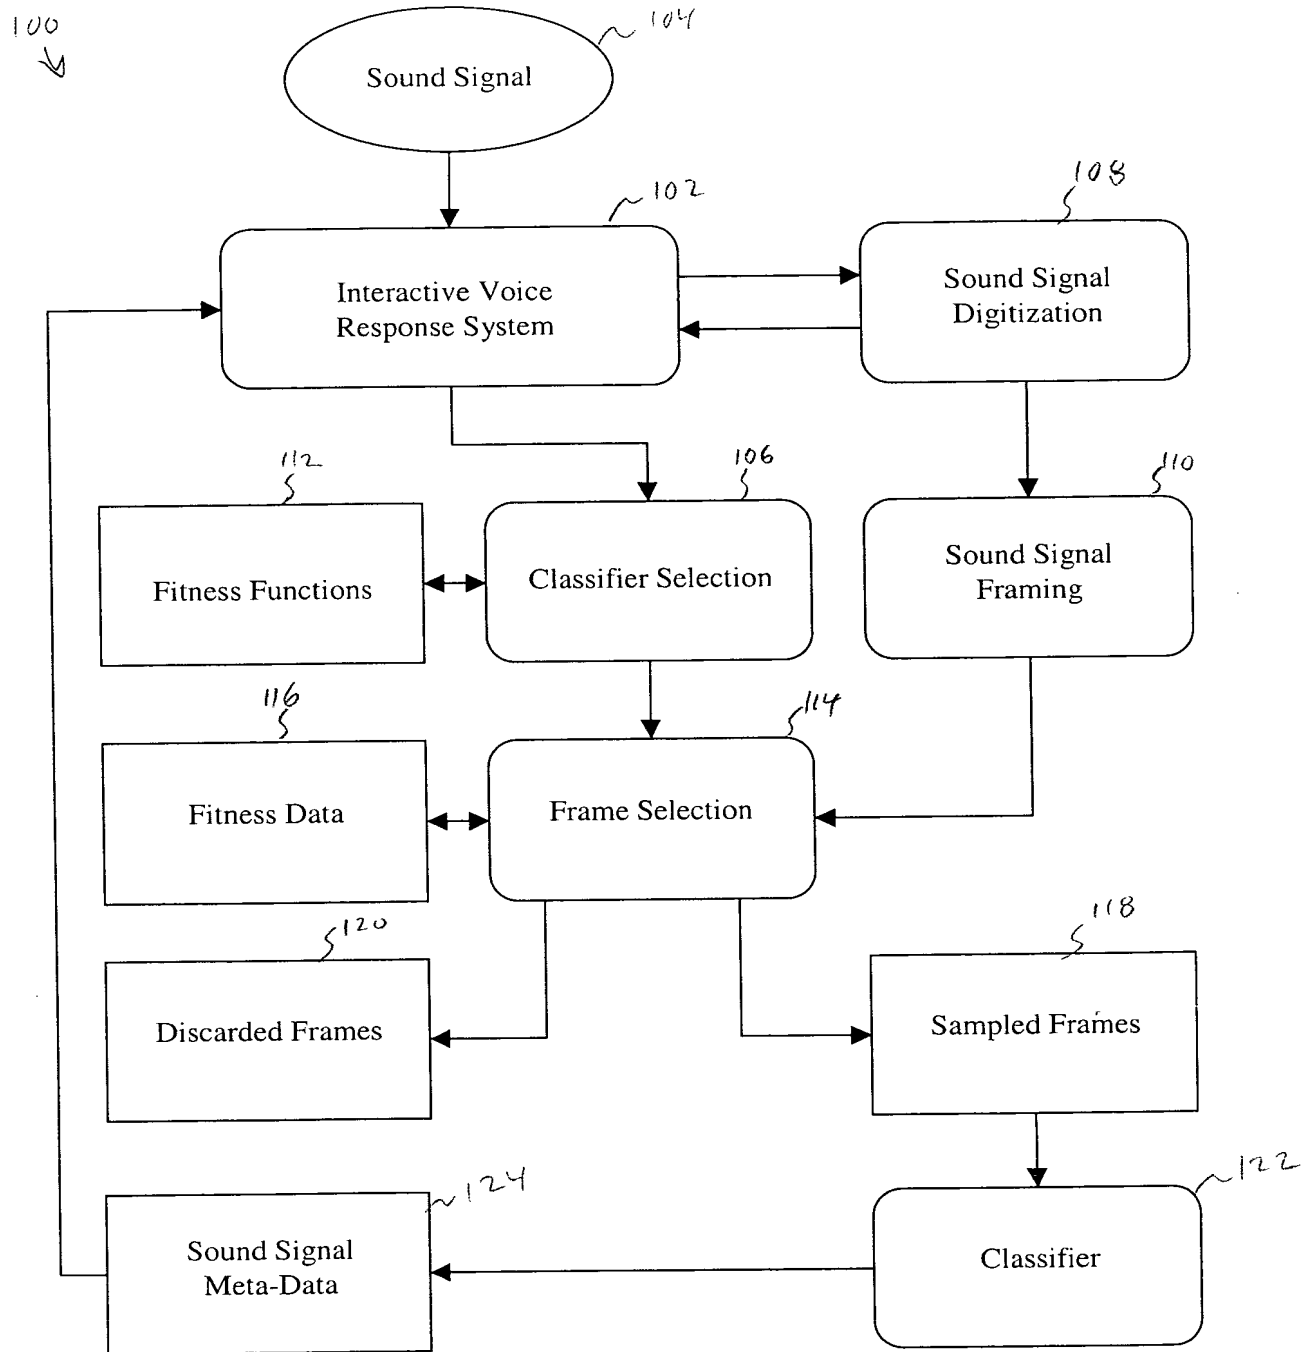 100
104
Sound Signal
102
108
Interactive Voice
Response System
Sound Signal
Digitization
112
106
110
Fitness Functions
Classifier Selection
Sound Signal
Framing
116
114
Fitness Data
Frame Selection
120
118
Discarded Frames
Sampled Frames
124
122
Sound Signal
Meta-Data
Classifier